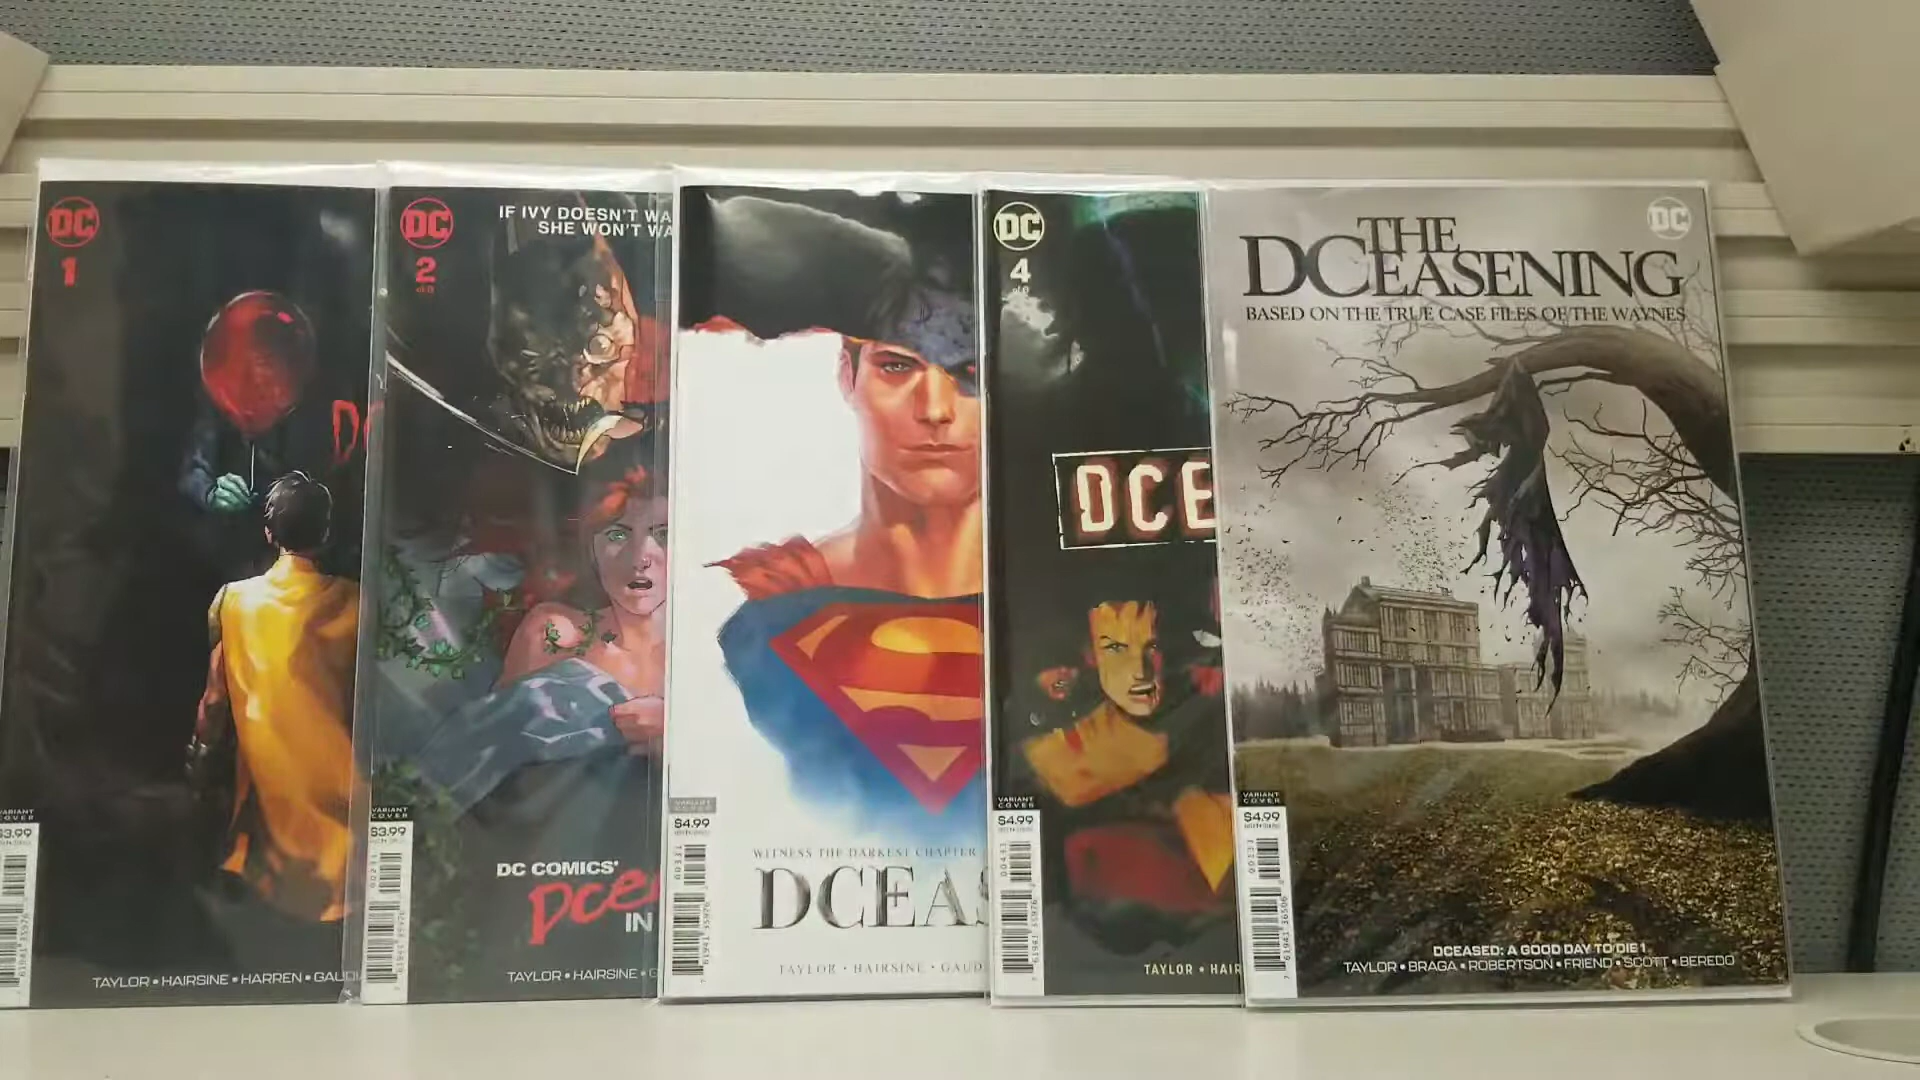 DC
1
D
VARIANT
COVER
$3.99
TAYLOR • HAIRSINE • HARREN • GAUDI
DC
2
IF IVY DOESN'T WA
SHE WON'T WA
VARIANT
COVER
$3.99
DC COMICS'
Dce
IN
TAYLOR • HAIRSINE • G
VARIANT
COVER
$4.99
WITNESS THE DARKEST CHAPTER
DCEAS
TAYLOR • HAIRSINE • GAUD
DC
4
DCE
VARIANT
COVER
$4.99
TAYLOR • HAIR
DC
THE
DCEASENING
BASED ON THE TRUE CASE FILES OF THE WAYNES
VARIANT
COVER
$4.99
DCEASED: A GOOD DAY TO DIE 1
TAYLOR • BRAGA • ROBERTSON • FRIEND • SCOTT • BEREDO